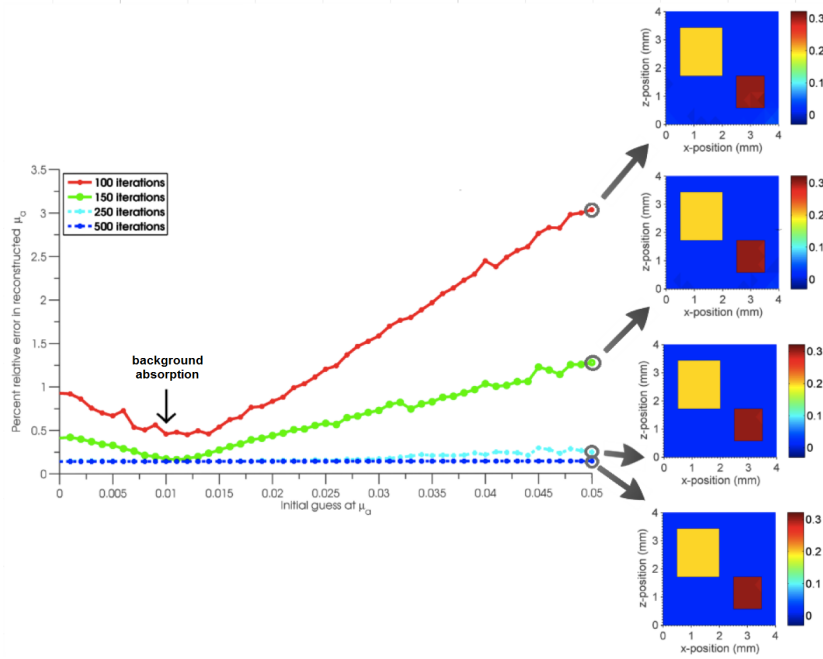 4
3
2
1
0
0 1 2 3 4
z-position (mm)
x-position (mm)
0.3
0.2
0.1
0
4
3
2
1
0
0 1 2 3 4
z-position (mm)
x-position (mm)
0.3
0.2
0.1
0
4
3
2
1
0
0 1 2 3 4
z-position (mm)
x-position (mm)
0.3
0.2
0.1
0
4
3
2
1
0
0 1 2 3 4
z-position (mm)
x-position (mm)
0.3
0.2
0.1
0
100 iterations
150 iterations
250 iterations
500 iterations
background
absorption
Percent relative error in reconstructed μa
3.5
3
2.5
2
1.5
1
0.5
0
0 0.005 0.01 0.015 0.02 0.025 0.03 0.035 0.04 0.045 0.05
Initial guess at μa